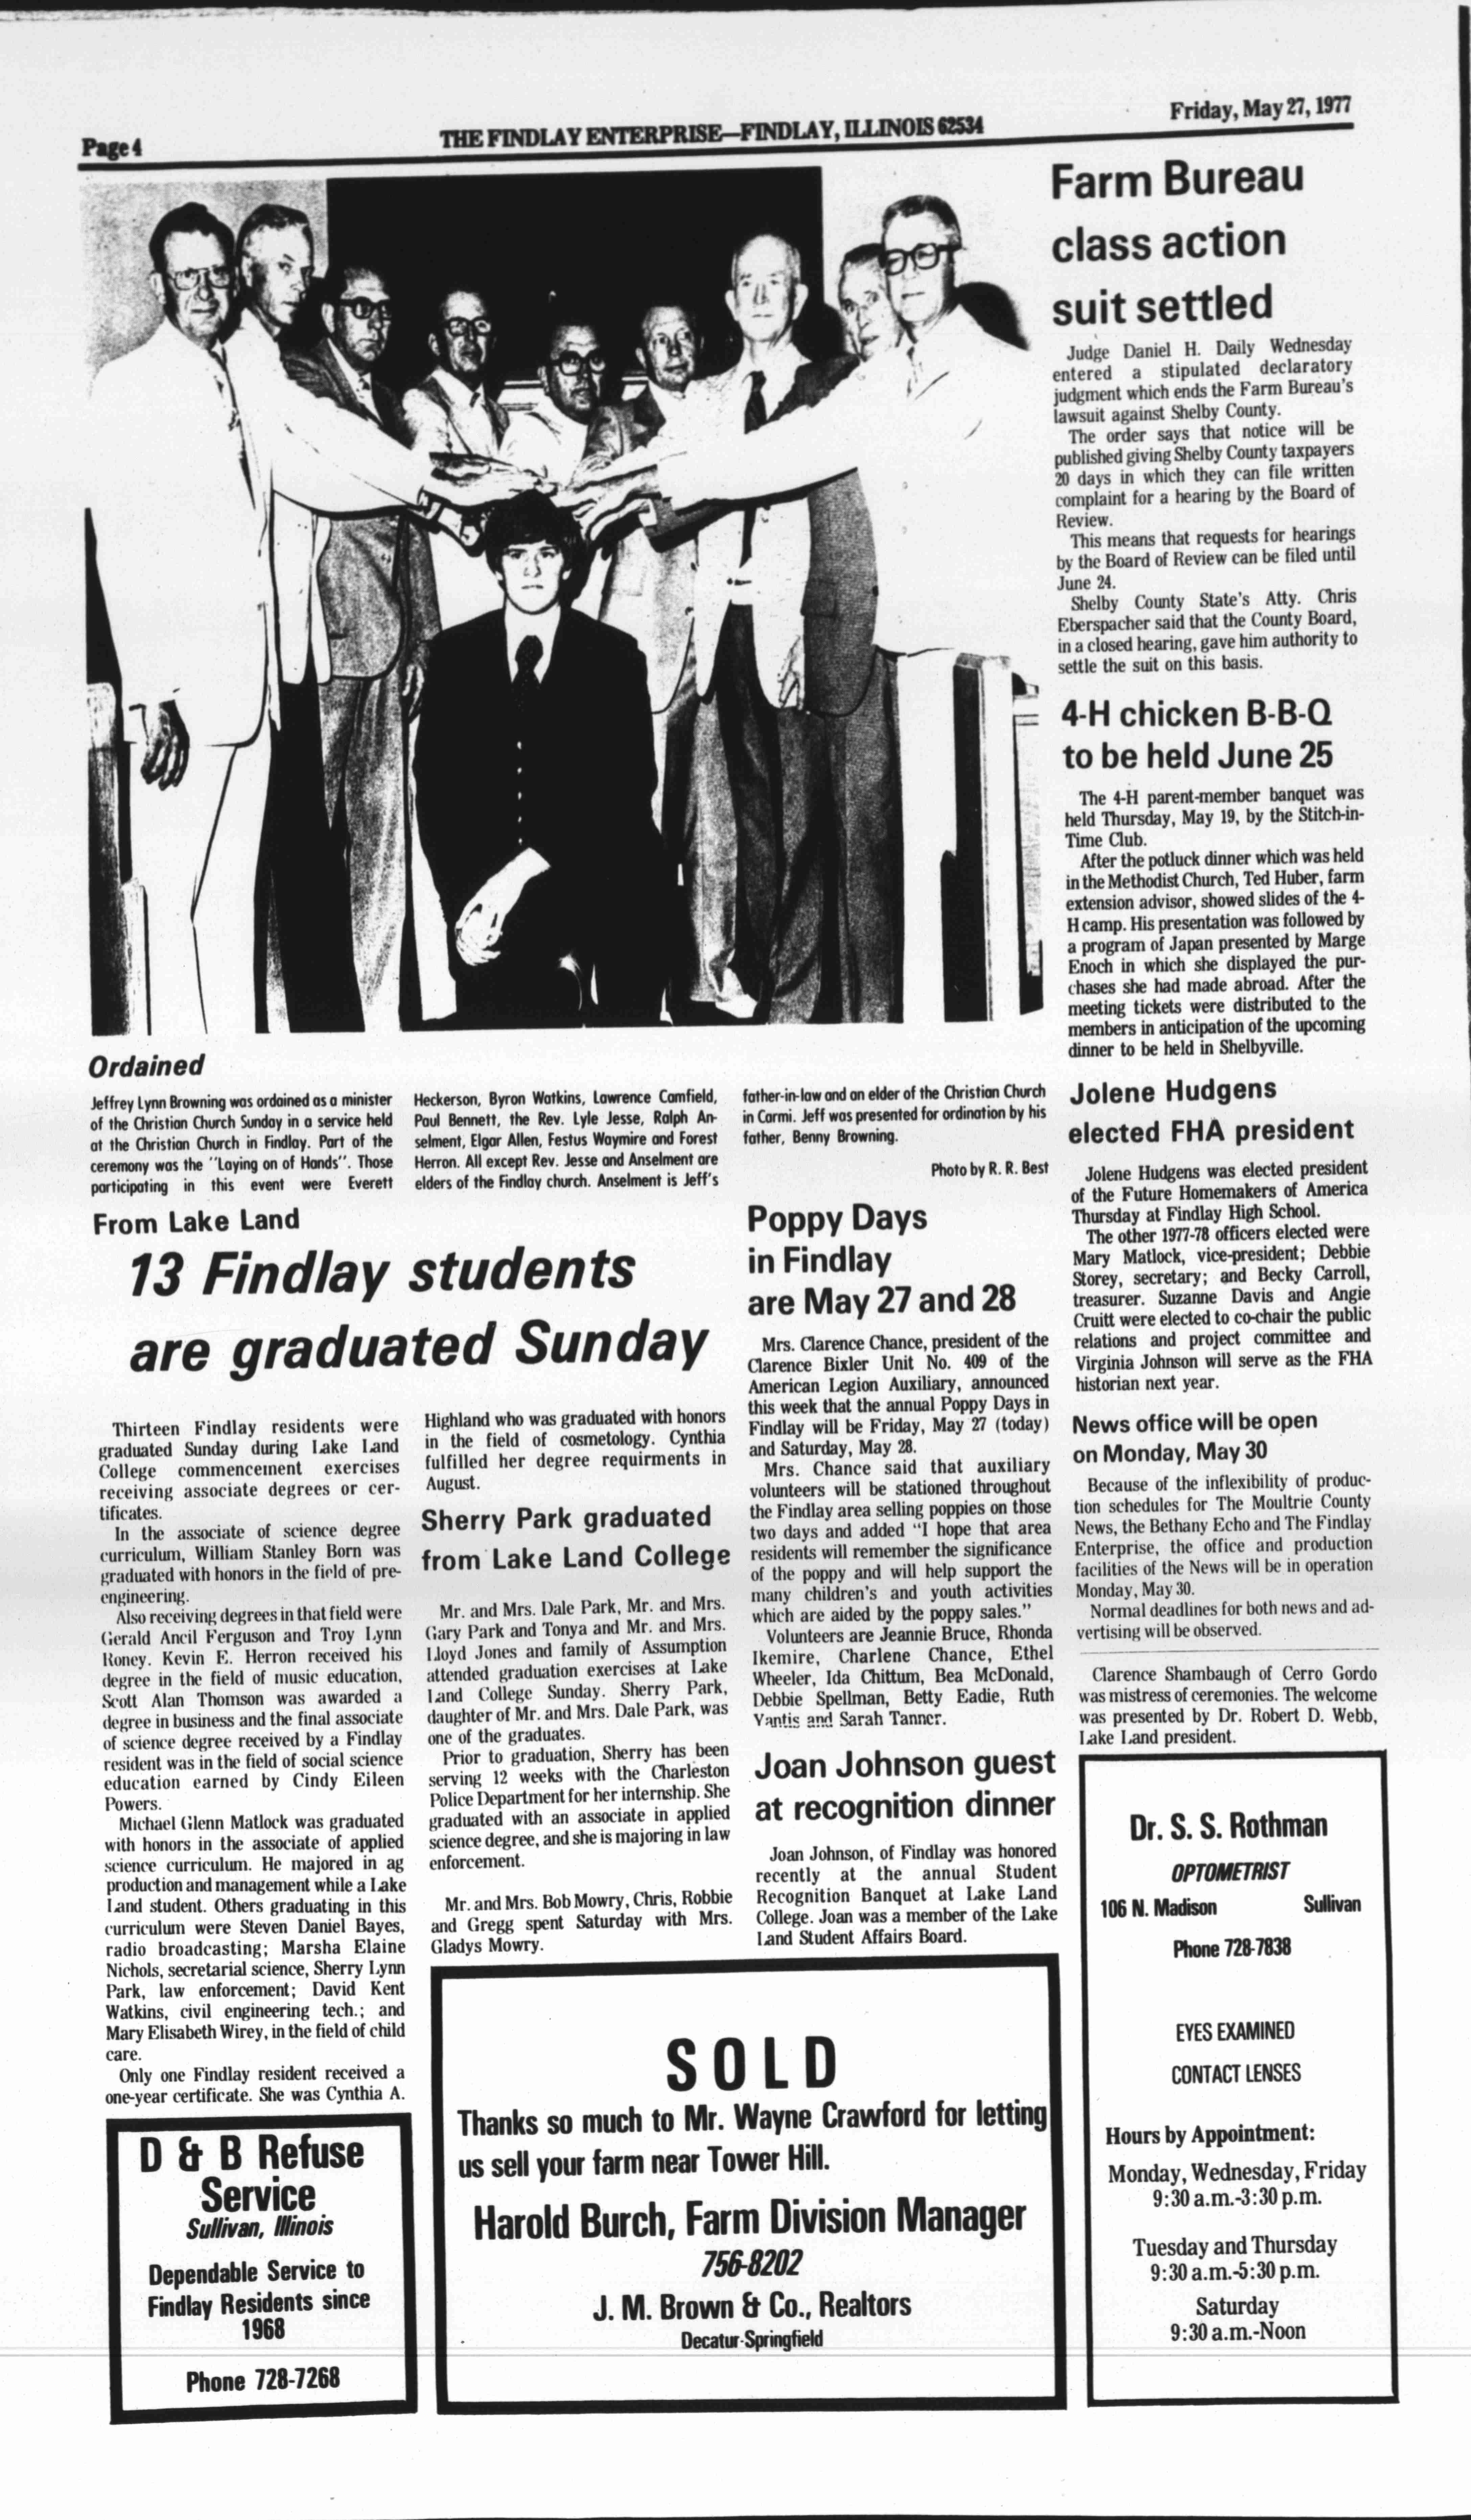 Page 4
THE FINDLAY ENTERPRISE—FINDLAY, ILLINOIS 62534
Friday, May 27, 1977
Ordained
Jeffrey Lynn Browning was ordained as a minister
of the Christian Church Sunday in a service held
at the Christian Church in Findlay. Part of the
ceremony was the "Laying on of Hands". Those
participating in this event were Everett
Heckerson, Byron Watkins, Lawrence Camfield,
Paul Bennett, the Rev. Lyle Jesse, Ralph An-
selment, Elgar Allen, Festus Waymire and Forest
Herron. All except Rev. Jesse and Anselment are
elders of the Findlay church. Anselment is Jeff's
father-in-law and an elder of the Christian Church
in Carmi. Jeff was presented for ordination by his
father, Benny Browning.
Photo by R. R. Best
From Lake Land
13 Findlay students
are graduated Sunday
Thirteen Findlay residents were
graduated Sunday during Lake Land
College commencement exercises
receiving associate degrees or cer-
tificates.
In the associate of science degree
curriculum, William Stanley Born was
graduated with honors in the field of pre-
engineering.
Also receiving degrees in that field were
Gerald Ancil Ferguson and Troy Lynn
Roney. Kevin E. Herron received his
degree in the field of music education,
Scott Alan Thomson was awarded a
degree in business and the final associate
of science degree received by a Findlay
resident was in the field of social science
education earned by Cindy Eileen
Powers.
Michael Glenn Matlock was graduated
with honors in the associate of applied
science curriculum. He majored in ag
production and management while a Lake
Land student. Others graduating in this
curriculum were Steven Daniel Bayes,
radio broadcasting; Marsha Elaine
Nichols, secretarial science, Sherry Lynn
Park, law enforcement; David Kent
Watkins, civil engineering tech.; and
Mary Elisabeth Wirey, in the field of child
care.
Only one Findlay resident received a
one-year certificate. She was Cynthia A.
Highland who was graduated with honors
in the field of cosmetology. Cynthia
fulfilled her degree requirments in
August.
Sherry Park graduated
from Lake Land College
Mr. and Mrs. Dale Park, Mr. and Mrs.
Gary Park and Tonya and Mr. and Mrs.
Lloyd Jones and family of Assumption
attended graduation exercises at Lake
Land College Sunday. Sherry Park,
daughter of Mr. and Mrs. Dale Park, was
one of the graduates.
Prior to graduation, Sherry has been
serving 12 weeks with the Charleston
Police Department for her internship. She
graduated with an associate in applied
science degree, and she is majoring in law
enforcement.
Mr. and Mrs. Bob Mowry, Chris, Robbie
and Gregg spent Saturday with Mrs.
Gladys Mowry.
Poppy Days
in Findlay
are May 27 and 28
Mrs. Clarence Chance, president of the
Clarence Bixler Unit No. 409 of the
American Legion Auxiliary, announced
this week that the annual Poppy Days in
Findlay will be Friday, May 27 (today)
and Saturday, May 28.
Mrs. Chance said that auxiliary
volunteers will be stationed throughout
the Findlay area selling poppies on those
two days and added "I hope that area
residents will remember the significance
of the poppy and will help support the
many children's and youth activities
which are aided by the poppy sales."
Volunteers are Jeannie Bruce, Rhonda
Ikemire, Charlene Chance, Ethel
Wheeler, Ida Chittum, Bea McDonald,
Debbie Spellman, Betty Eadie, Ruth
Yantis and Sarah Tanner.
Joan Johnson guest
at recognition dinner
Joan Johnson, of Findlay was honored
recently at the annual Student
Recognition Banquet at Lake Land
College. Joan was a member of the Lake
Land Student Affairs Board.
Farm Bureau
class action
suit settled
Judge Daniel H. Daily Wednesday
entered a stipulated declaratory
judgment which ends the Farm Bureau's
lawsuit against Shelby County.
The order says that notice will be
published giving Shelby County taxpayers
20 days in which they can file written
complaint for a hearing by the Board of
Review.
This means that requests for hearings
by the Board of Review can be filed until
June 24.
Shelby County State's Atty. Chris
Eberspacher said that the County Board,
in a closed hearing, gave him authority to
settle the suit on this basis.
4-H chicken B-B-Q
to be held June 25
The 4-H parent-member banquet was
held Thursday, May 19, by the Stitch-in-
Time Club.
After the potluck dinner which was held
in the Methodist Church, Ted Huber, farm
extension advisor, showed slides of the 4-
H camp. His presentation was followed by
a program of Japan presented by Marge
Enoch in which she displayed the pur-
chases she had made abroad. After the
meeting tickets were distributed to the
members in anticipation of the upcoming
dinner to be held in Shelbyville.
Jolene Hudgens
elected FHA president
Jolene Hudgens was elected president
of the Future Homemakers of America
Thursday at Findlay High School.
The other 1977-78 officers elected were
Mary Matlock, vice-president; Debbie
Storey, secretary; and Becky Carroll,
treasurer. Suzanne Davis and Angie
Cruitt were elected to co-chair the public
relations and project committee and
Virginia Johnson will serve as the FHA
historian next year.
News office will be open
on Monday, May 30
Because of the inflexibility of produc-
tion schedules for The Moultrie County
News, the Bethany Echo and The Findlay
Enterprise, the office and production
facilities of the News will be in operation
Monday, May 30.
Normal deadlines for both news and ad-
vertising will be observed.
Clarence Shambaugh of Cerro Gordo
was mistress of ceremonies. The welcome
was presented by Dr. Robert D. Webb,
Lake Land president.
D & B Refuse
Service
Sullivan, Illinois
Dependable Service to
Findlay Residents since
1968
Phone 728-7268
SOLD
Thanks so much to Mr. Wayne Crawford for letting
us sell your farm near Tower Hill.
Harold Burch, Farm Division Manager
756-8202
J. M. Brown & Co., Realtors
Decatur-Springfield
Dr. S. S. Rothman
OPTOMETRIST
106 N. Madison Sullivan
Phone 728-7838
EYES EXAMINED
CONTACT LENSES
Hours by Appointment:
Monday, Wednesday, Friday
9:30 a.m.-3:30 p.m.
Tuesday and Thursday
9:30 a.m.-5:30 p.m.
Saturday
9:30 a.m.-Noon